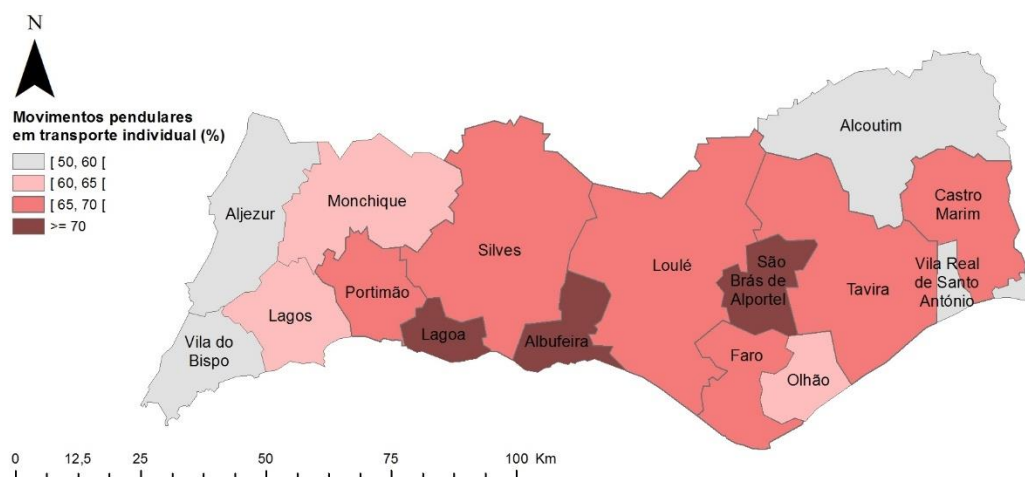 N
Movimentos pendulares
em transporte individual (%)
[ 50, 60 [
[ 60, 65 [
[ 65, 70 [
>= 70
Alcoutim
Castro
Marim
Monchique
Aljezur
Silves
Loulé
São
Brás de
Alportel
Vila Real
de Santo
António
Tavira
Portimão
Lagos
Lagoa
Albufeira
Vila do
Bispo
Faro
Olhão
0 12,5 25 50 75 100 Km